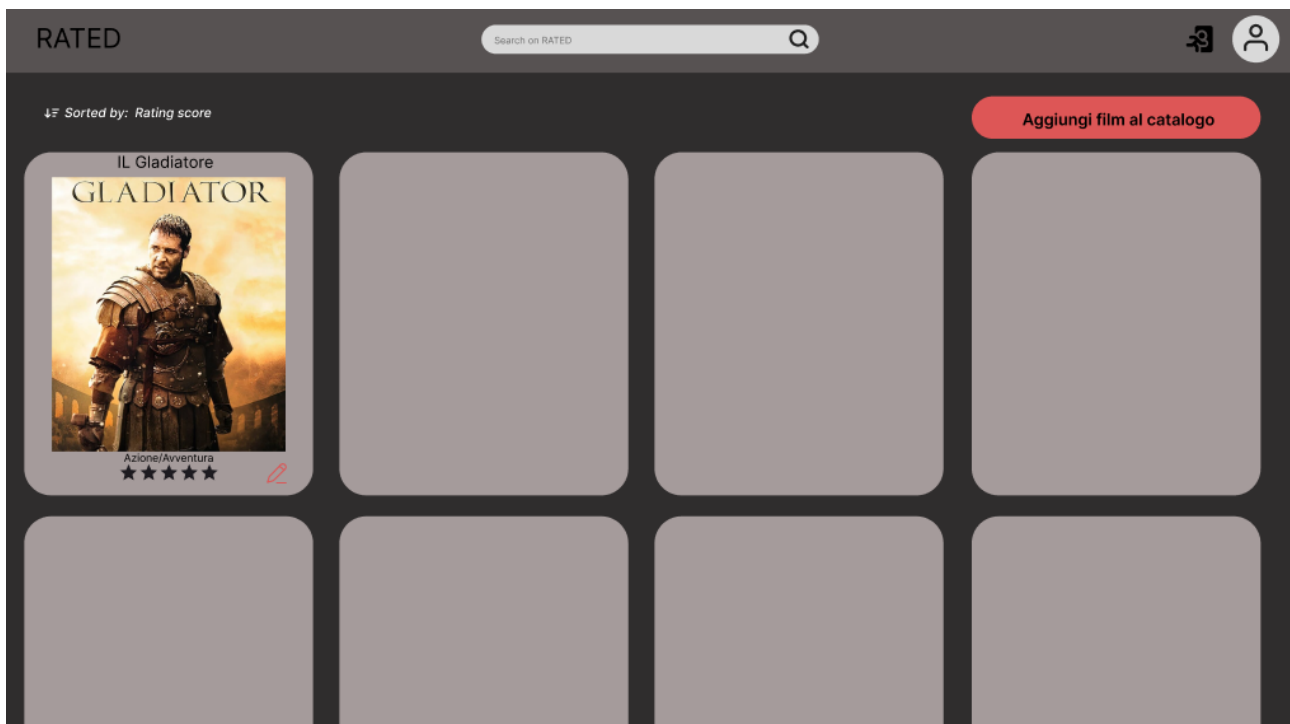 RATED
Search on RATED
Sorted by: Rating score
Aggiungi film al catalogo
IL Gladiatore
GLADIATOR
Azione/Avventura